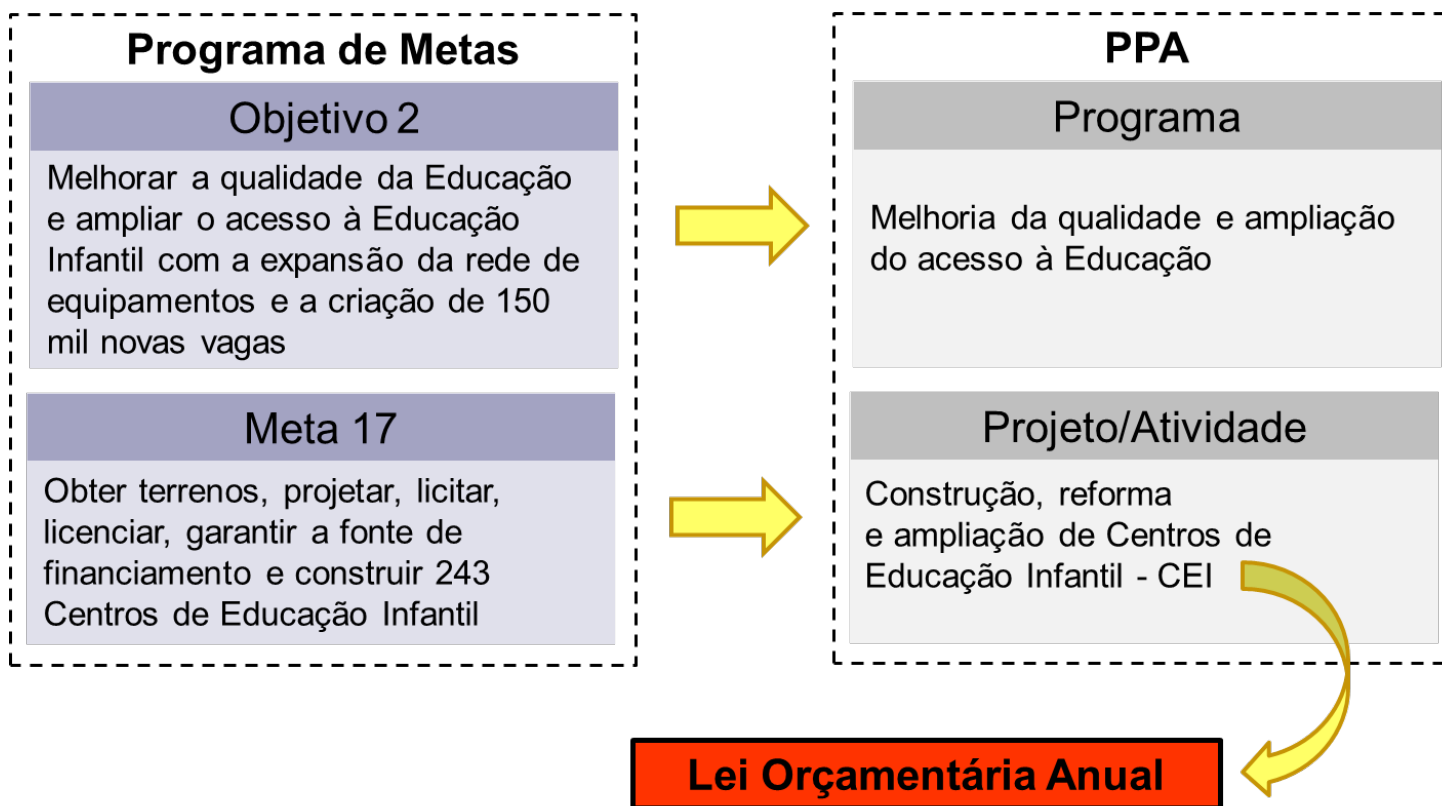 Programa de Metas
Objetivo 2
Melhorar a qualidade da Educação
e ampliar o acesso à Educação
Infantil com a expansão da rede de
equipamentos e a criação de 150
mil novas vagas
Meta 17
Obter terrenos, projetar, licitar,
licenciar, garantir a fonte de
financiamento e construir 243
Centros de Educação Infantil
PPA
Programa
Melhoria da qualidade e ampliação
do acesso à Educação
Projeto/Atividade
Construção, reforma
e ampliação de Centros de
Educação Infantil - CEI
Lei Orçamentária Anual